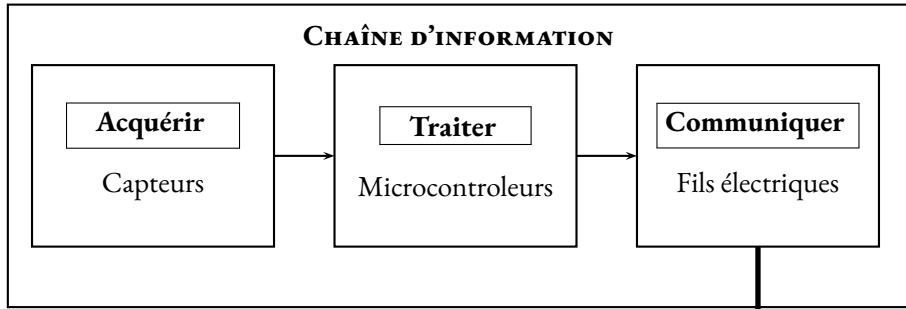 CHAÎNE D'INFORMATION
Acquérir
Capteurs
Traiter
Microcontroleurs
Communiquer
Fils électriques